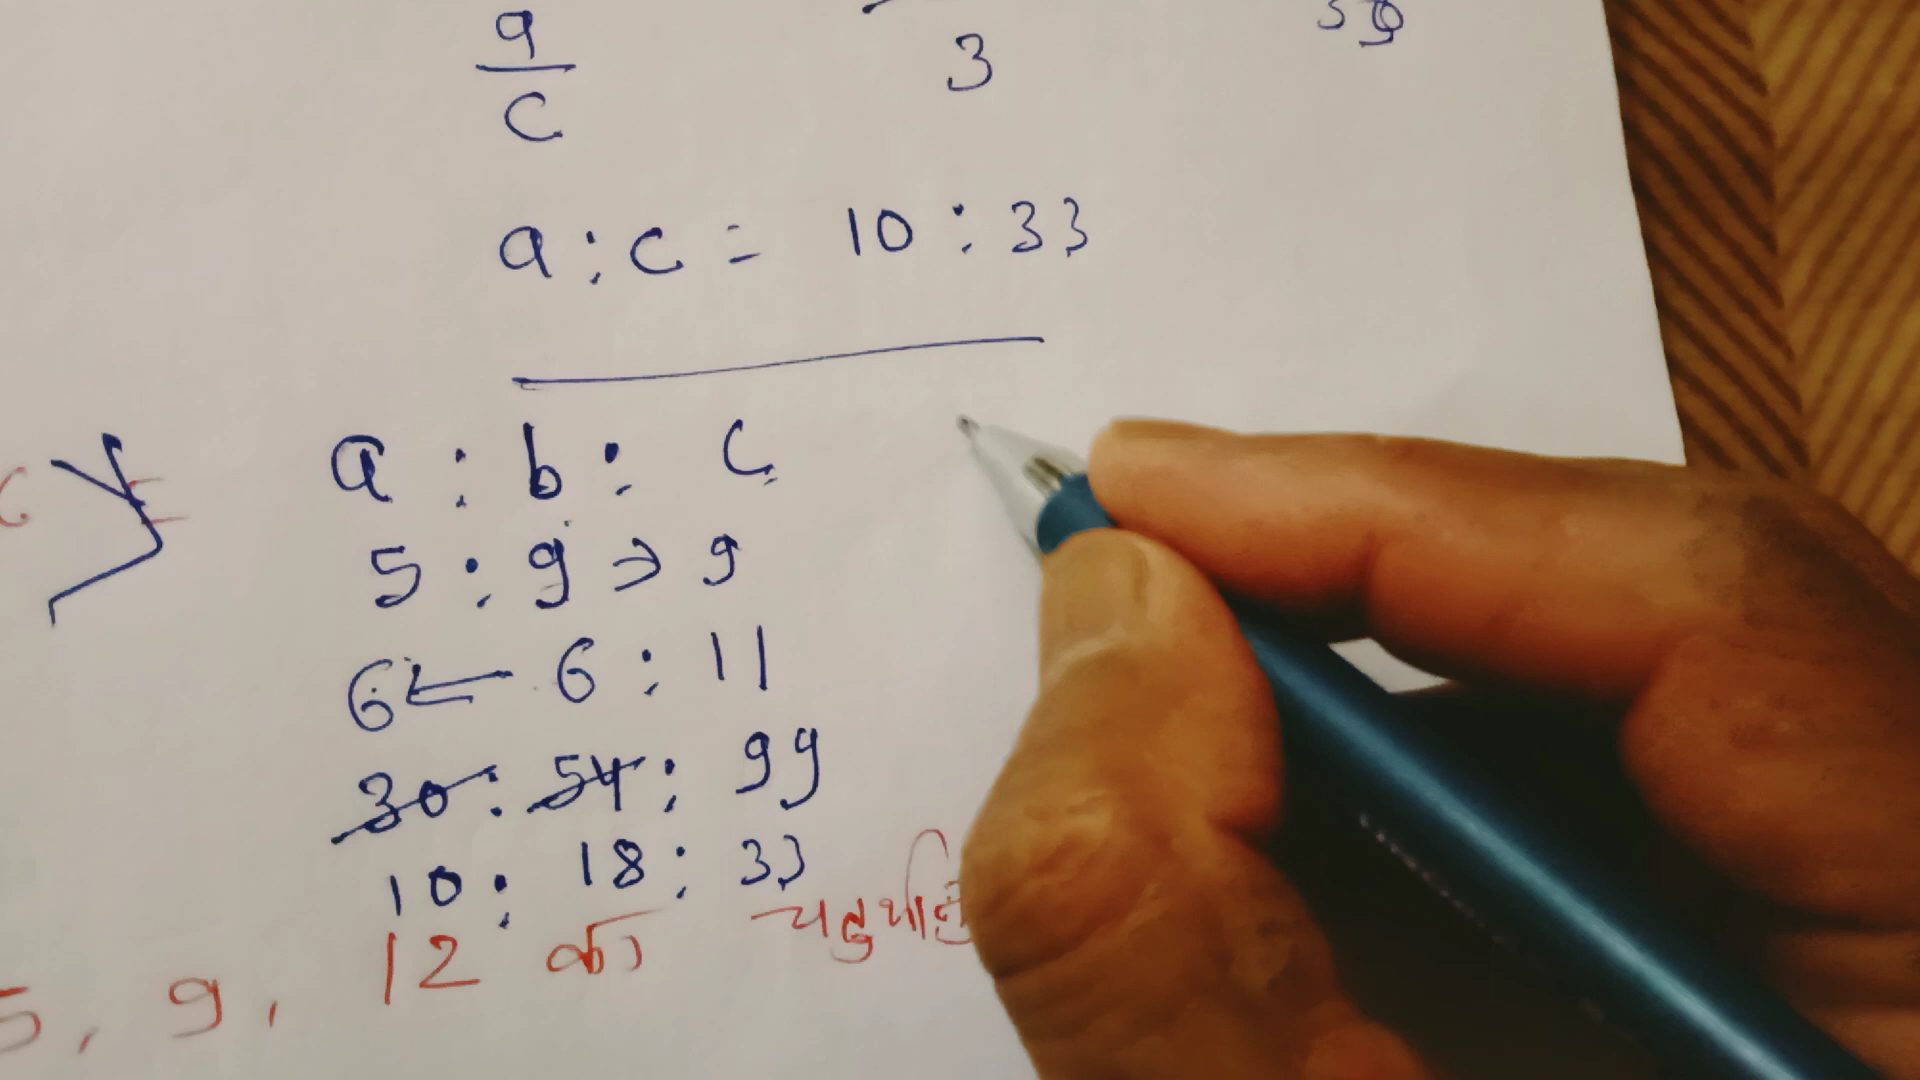 a
c
3
a : c = 10 : 33
a : b : c
5 : 9 → 9
6 ← 6 : 11
30 : 54 : 99
10 : 18 : 33
5, 9, 12 का